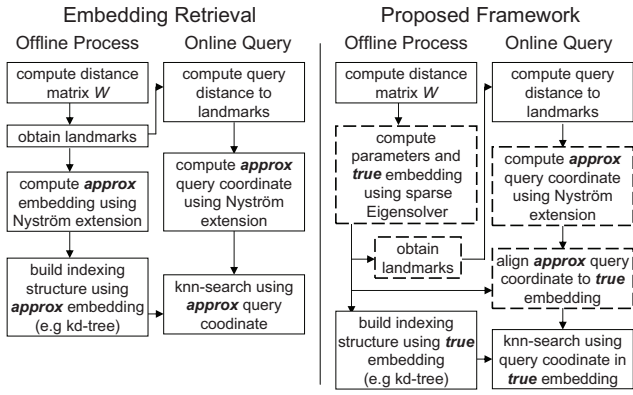 Embedding Retrieval
Offline Process
Online Query
compute distance
matrix W
obtain landmarks
compute approx
embedding using
Nyström extension
build indexing
structure using
approx embedding
(e.g kd-tree)
compute query
distance to
landmarks
compute approx
query coordinate
using Nyström
extension
knn-search using
approx query
coodinate
Proposed Framework
Offline Process
Online Query
compute distance
matrix W
compute
parameters and
true embedding
using sparse
Eigensolver
obtain
landmarks
build indexing
structure using true
embedding
(e.g kd-tree)
compute query
distance to
landmarks
compute approx
query coordinate
using Nyström
extension
align approx query
coordinate to true
embedding
knn-search using
query coodinate in
true embedding